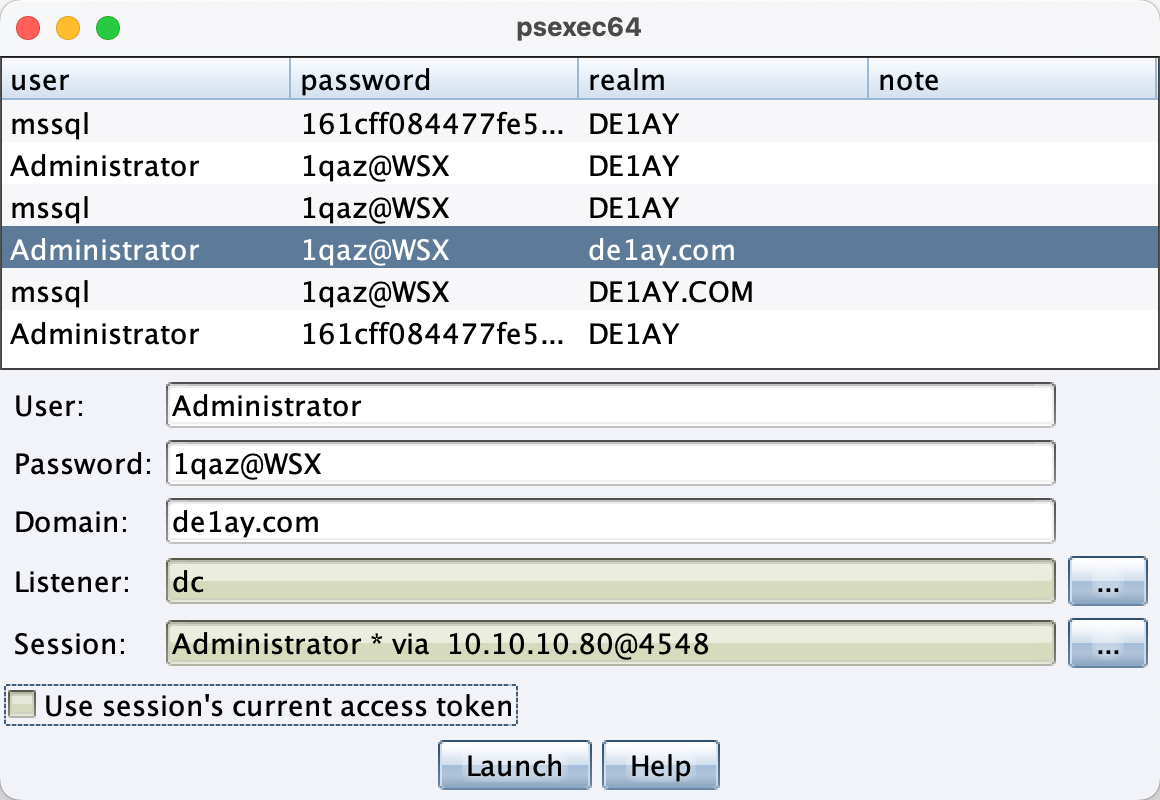 psexec64
user password realm note
mssql 161cff084477fe5... DE1AY
Administrator 1qaz@WSX DE1AY
mssql 1qaz@WSX DE1AY
Administrator 1qaz@WSX de1ay.com
mssql 1qaz@WSX DE1AY.COM
Administrator 161cff084477fe5... DE1AY
User: Administrator
Password: 1qaz@WSX
Domain: de1ay.com
Listener: dc ...
Session: Administrator * via 10.10.10.80@4548 ...
Use session's current access token
Launch Help